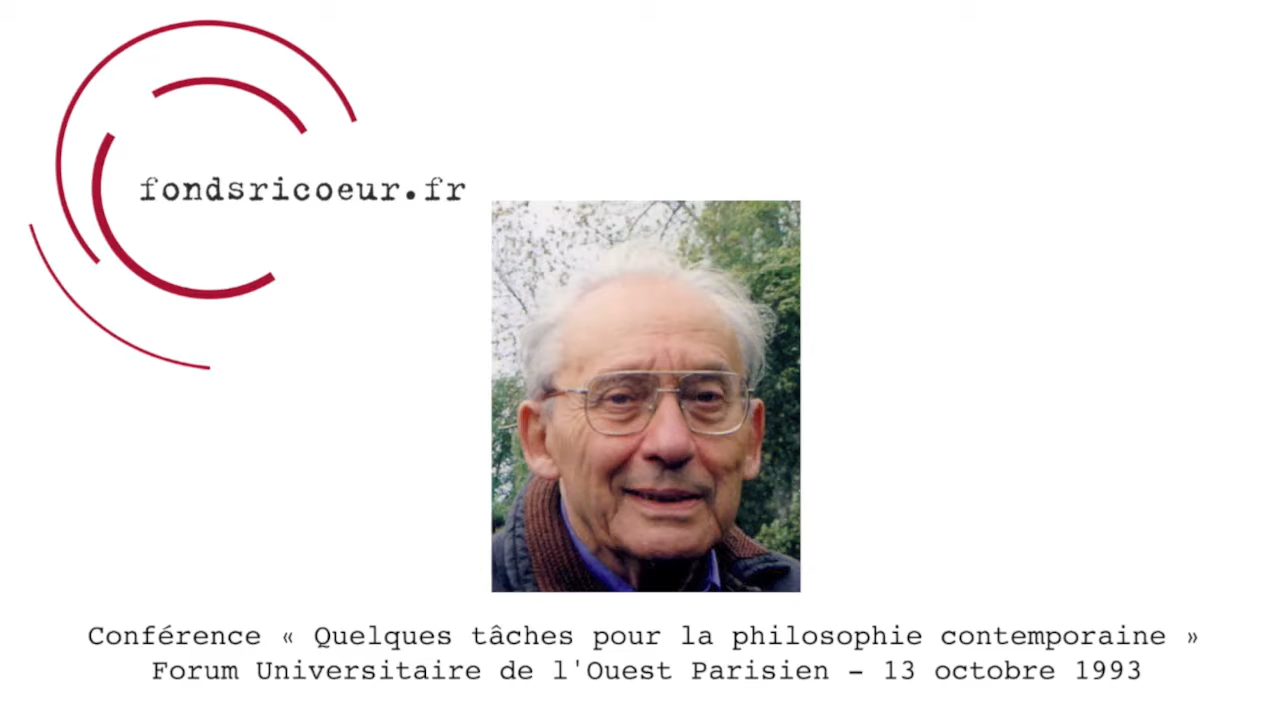 fondsricoeur.fr
Conférence « Quelques tâches pour la philosophie contemporaine »
Forum Universitaire de l'Ouest Parisien – 13 octobre 1993